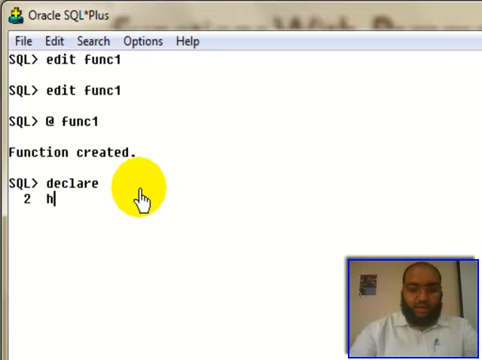 Oracle SQL*Plus
File Edit Search Options Help
SQL> edit func1
SQL> edit func1
SQL> @ func1
Function created.
SQL> declare
2 h